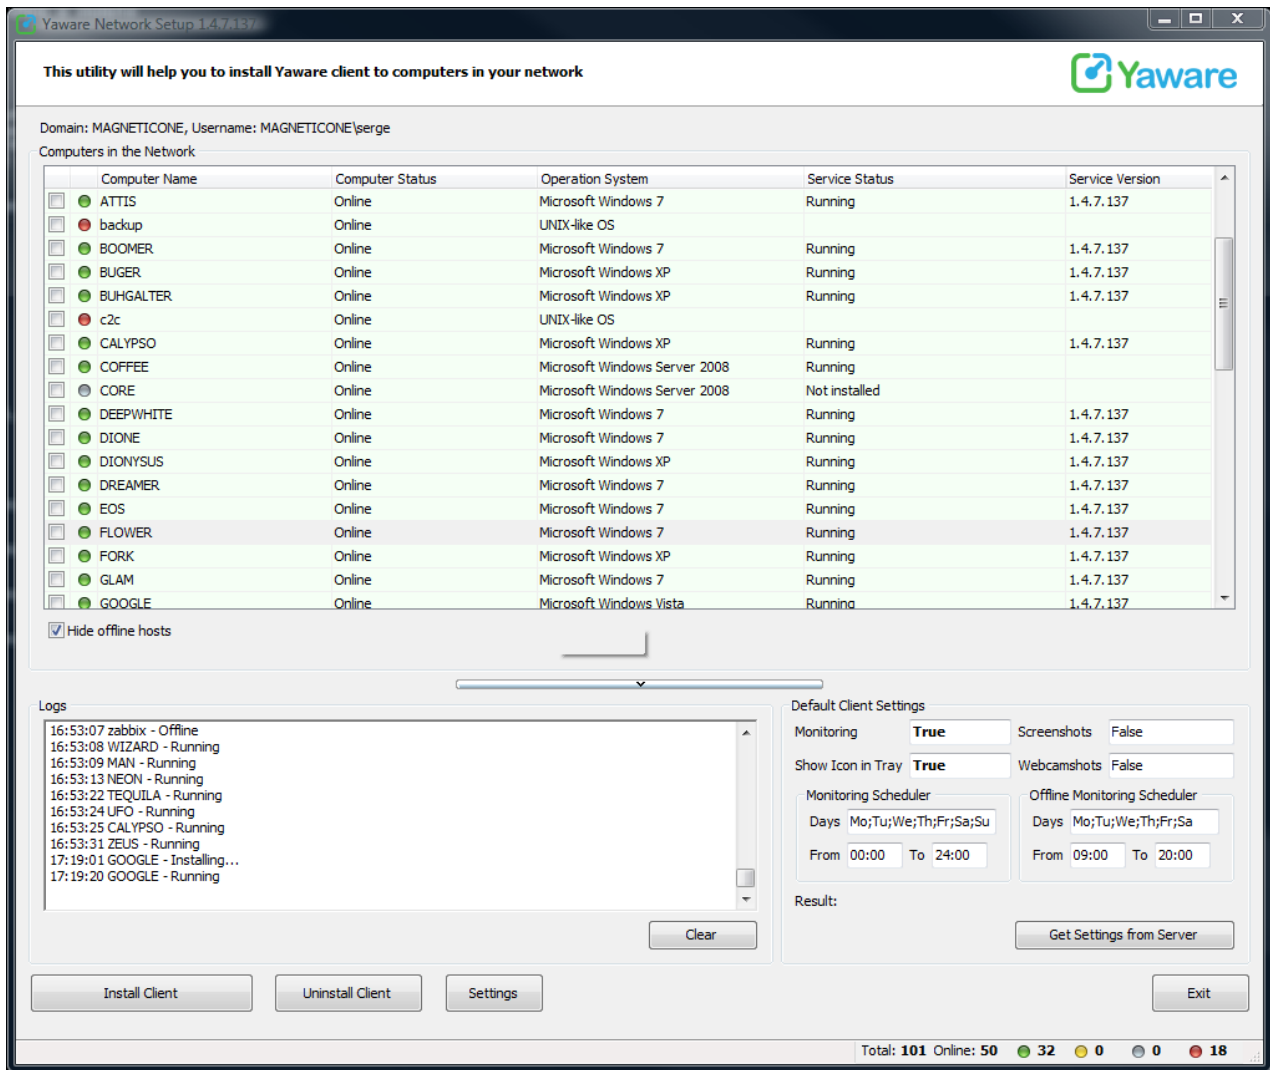 Yaware Network Setup 1.4.7.137
This utility will help you to install Yaware client to computers in your network
Yaware
Domain: MAGNETICONE, Username: MAGNETICONE\serge
Computers in the Network
Computer Name Computer Status Operation System Service Status Service Version
ATTIS Online Microsoft Windows 7 Running 1.4.7.137
backup Online UNIX-like OS
BOOMER Online Microsoft Windows 7 Running 1.4.7.137
BUGER Online Microsoft Windows XP Running 1.4.7.137
BUHGALTER Online Microsoft Windows XP Running 1.4.7.137
c2c Online UNIX-like OS
CALYPSO Online Microsoft Windows XP Running 1.4.7.137
COFFEE Online Microsoft Windows Server 2008 Running
CORE Online Microsoft Windows Server 2008 Not installed
DEEPWHITE Online Microsoft Windows 7 Running 1.4.7.137
DIONE Online Microsoft Windows 7 Running 1.4.7.137
DIONYSUS Online Microsoft Windows XP Running 1.4.7.137
DREAMER Online Microsoft Windows 7 Running 1.4.7.137
EOS Online Microsoft Windows 7 Running 1.4.7.137
FLOWER Online Microsoft Windows 7 Running 1.4.7.137
FORK Online Microsoft Windows XP Running 1.4.7.137
GLAM Online Microsoft Windows 7 Running 1.4.7.137
GOOGLE Online Microsoft Windows Vista Running 1.4.7.137
Hide offline hosts
Logs
16:53:07 zabbix - Offline
16:53:08 WIZARD - Running
16:53:09 MAN - Running
16:53:13 NEON - Running
16:53:22 TEQUILA - Running
16:53:24 UFO - Running
16:53:25 CALYPSO - Running
16:53:31 ZEUS - Running
17:19:01 GOOGLE - Installing...
17:19:20 GOOGLE - Running
Clear
Default Client Settings
Monitoring True Screenshots False
Show Icon in Tray True Webcamshots False
Monitoring Scheduler
Days Mo;Tu;We;Th;Fr;Sa;Su
From 00:00 To 24:00
Offline Monitoring Scheduler
Days Mo;Tu;We;Th;Fr;Sa
From 09:00 To 20:00
Result:
Get Settings from Server
Install Client Uninstall Client Settings Exit
Total: 101 Online: 50 32 0 0 18